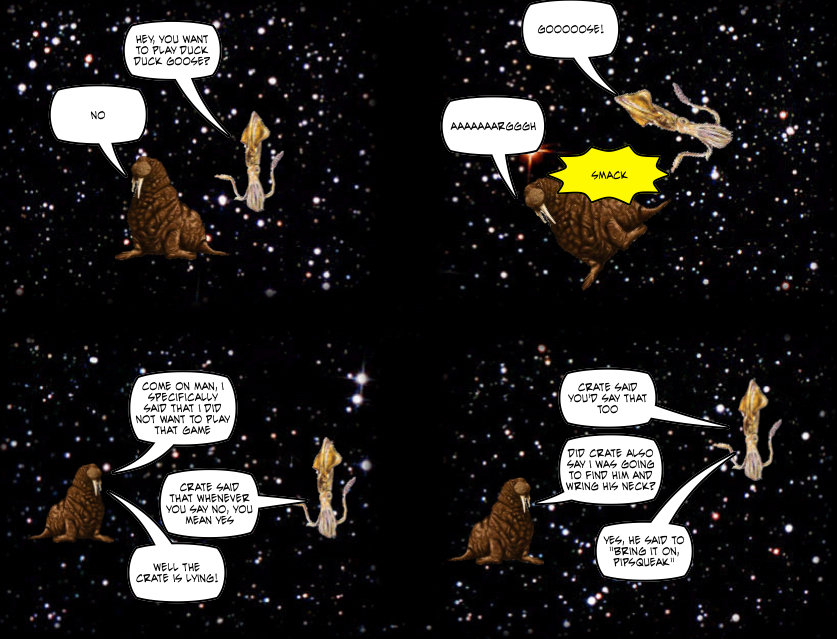 HEY, YOU WANT
TO PLAY DUCK
DUCK GOOSE?
NO
GOOOOOSE!
AAAAAAARGGGH
SMACK
COME ON MAN, I
SPECIFICALLY
SAID THAT I DID
NOT WANT TO PLAY
THAT GAME
CRATE SAID
THAT WHENEVER
YOU SAY NO, YOU
MEAN YES
WELL THE
CRATE IS LYING!
CRATE SAID
YOU'D SAY THAT
TOO
DID CRATE ALSO
SAY I WAS GOING
TO FIND HIM AND
WRING HIS NECK?
YES, HE SAID TO
"BRING IT ON,
PIPSQUEAK"